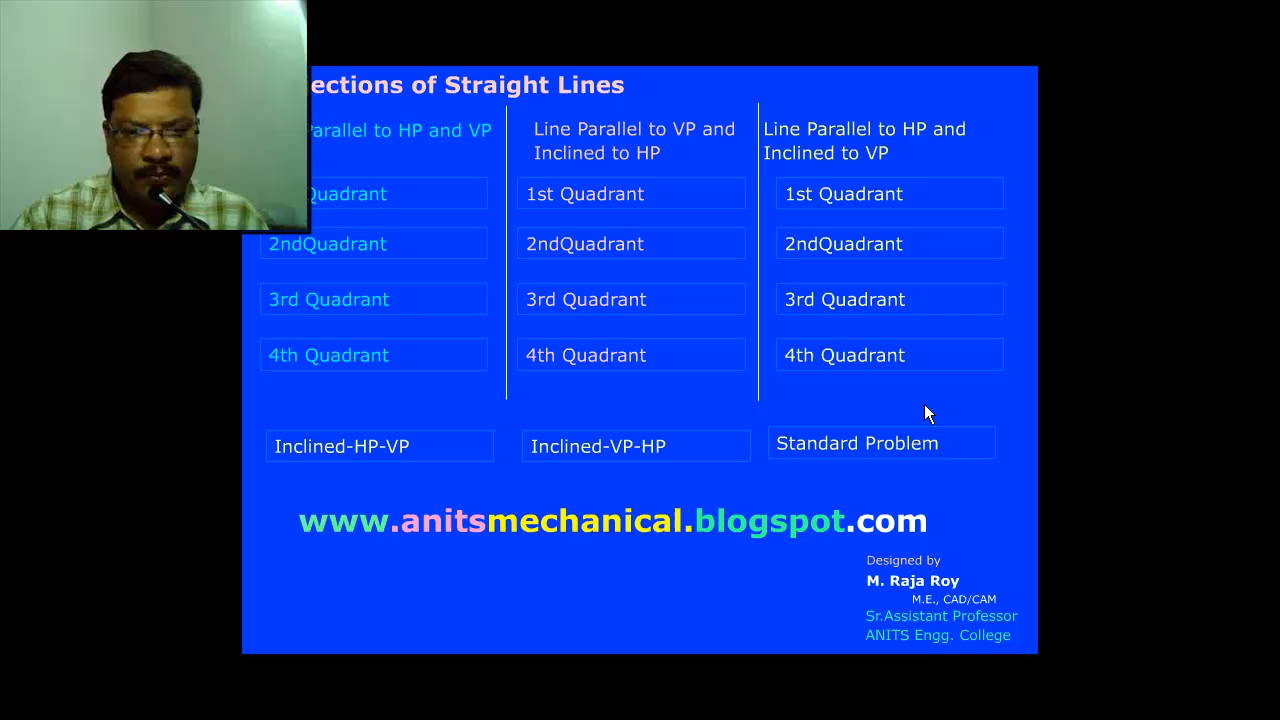 ections of Straight Lines
Parallel to HP and VP
Line Parallel to VP and
Inclined to HP
Line Parallel to HP and
Inclined to VP
Quadrant
1st Quadrant
1st Quadrant
2ndQuadrant
2ndQuadrant
2ndQuadrant
3rd Quadrant
3rd Quadrant
3rd Quadrant
4th Quadrant
4th Quadrant
4th Quadrant
Inclined-HP-VP
Inclined-VP-HP
Standard Problem
www.anitsmechanical.blogspot.com
Designed by
M. Raja Roy
M.E., CAD/CAM
Sr.Assistant Professor
ANITS Engg. College